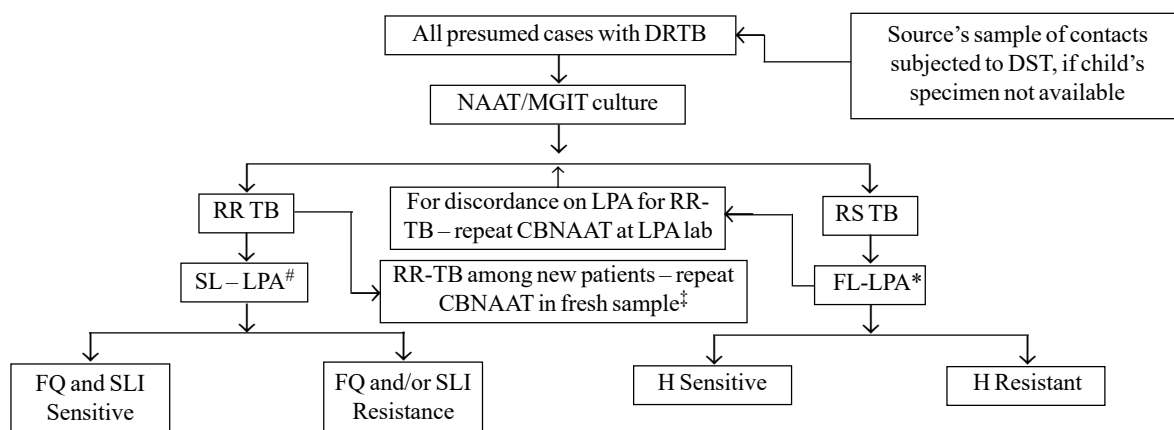 All presumed cases with DRTB
Source's sample of contacts
subjected to DST, if child's
specimen not available
NAAT/MGIT culture
RR TB
For discordance on LPA for RR-
TB – repeat CBNAAT at LPA lab
RS TB
SL – LPA#
RR-TB among new patients – repeat
CBNAAT in fresh sample‡
FL-LPA*
FQ and SLI
Sensitive
FQ and/or SLI
Resistance
H Sensitive
H Resistant